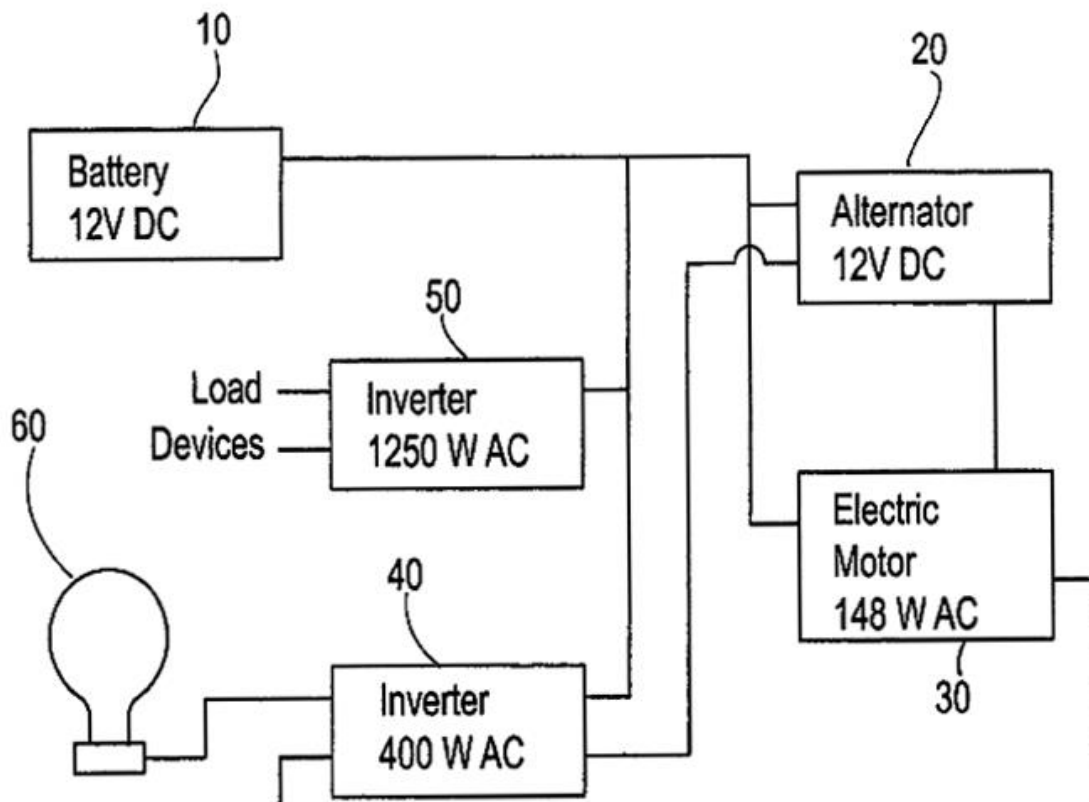 10
20
Battery
12V DC
Alternator
12V DC
50
Load
Devices
Inverter
1250 W AC
60
Electric
Motor
148 W AC
40
30
Inverter
400 W AC